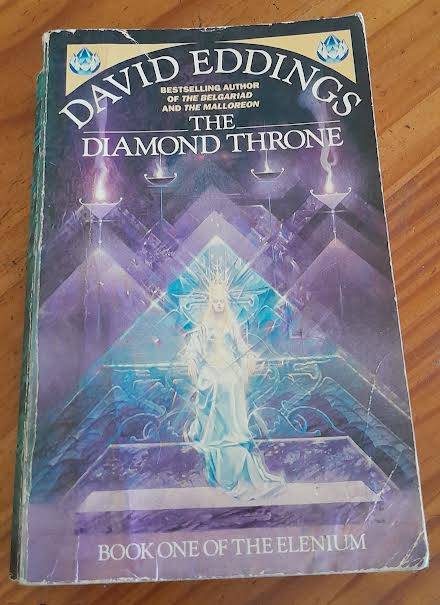 DAVID EDDINGS
BESTSELLING AUTHOR
OF THE BELGARIAD
AND THE MALLOREON
THE
DIAMOND THRONE
BOOK ONE OF THE ELENIUM